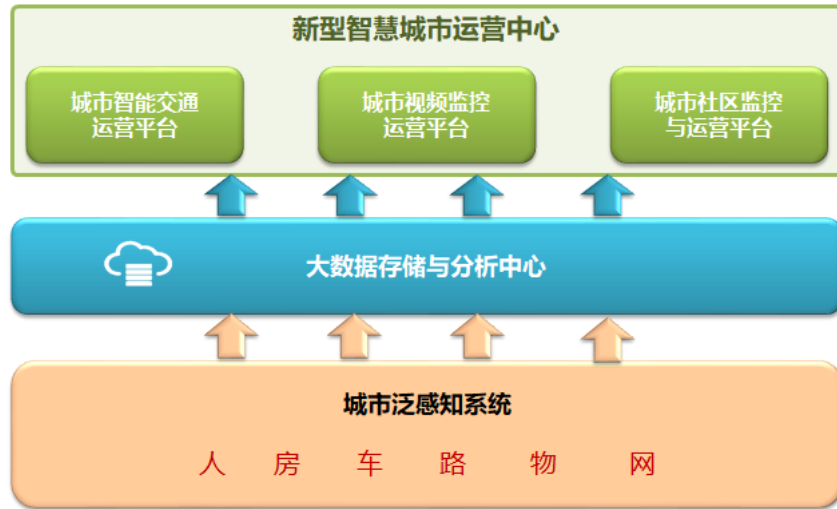 新型智慧城市运营中心
城市智能交通
运营平台
城市视频监控
运营平台
城市社区监控
与运营平台
大数据存储与分析中心
城市泛感知系统
人 房 车 路 物 网